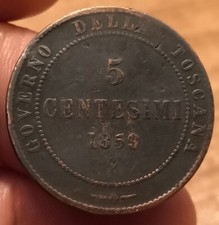 GOVERNO DELLA TOSCANA
5
CENTESIMI
1859